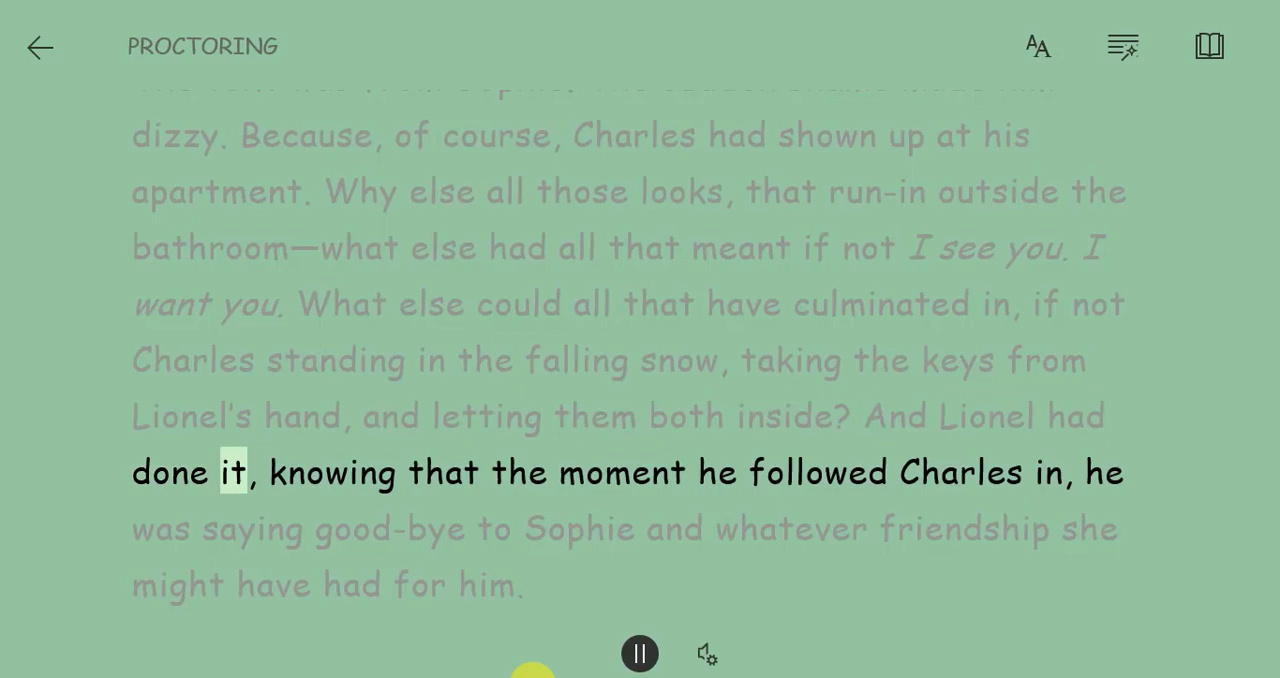 PROCTORING
dizzy. Because, of course, Charles had shown up at his
apartment. Why else all those looks, that run-in outside the
bathroom—what else had all that meant if not I see you. I
want you. What else could all that have culminated in, if not
Charles standing in the falling snow, taking the keys from
Lionel's hand, and letting them both inside? And Lionel had
done it, knowing that the moment he followed Charles in, he
was saying good-bye to Sophie and whatever friendship she
might have had for him.